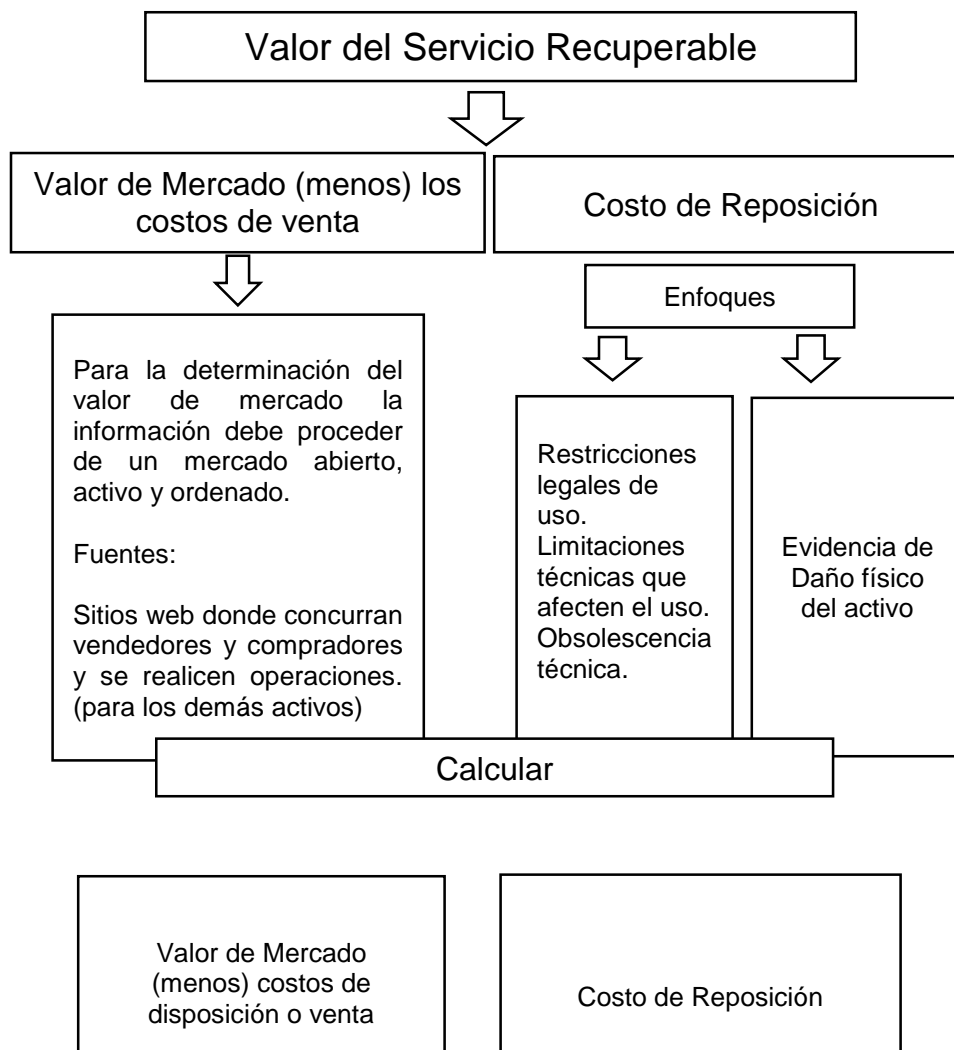 Valor del Servicio Recuperable
Valor de Mercado (menos) los
costos de venta
Costo de Reposición
Enfoques
Para la determinación del
valor de mercado la
información debe proceder
de un mercado abierto,
activo y ordenado.
Fuentes:
Sitios web donde concurran
vendedores y compradores
y se realicen operaciones.
(para los demás activos)
Restricciones
legales de
uso.
Limitaciones
técnicas que
afecten el uso.
Obsolescencia
técnica.
Evidencia de
Daño físico
del activo
Calcular
Valor de Mercado
(menos) costos de
disposición o venta
Costo de Reposición